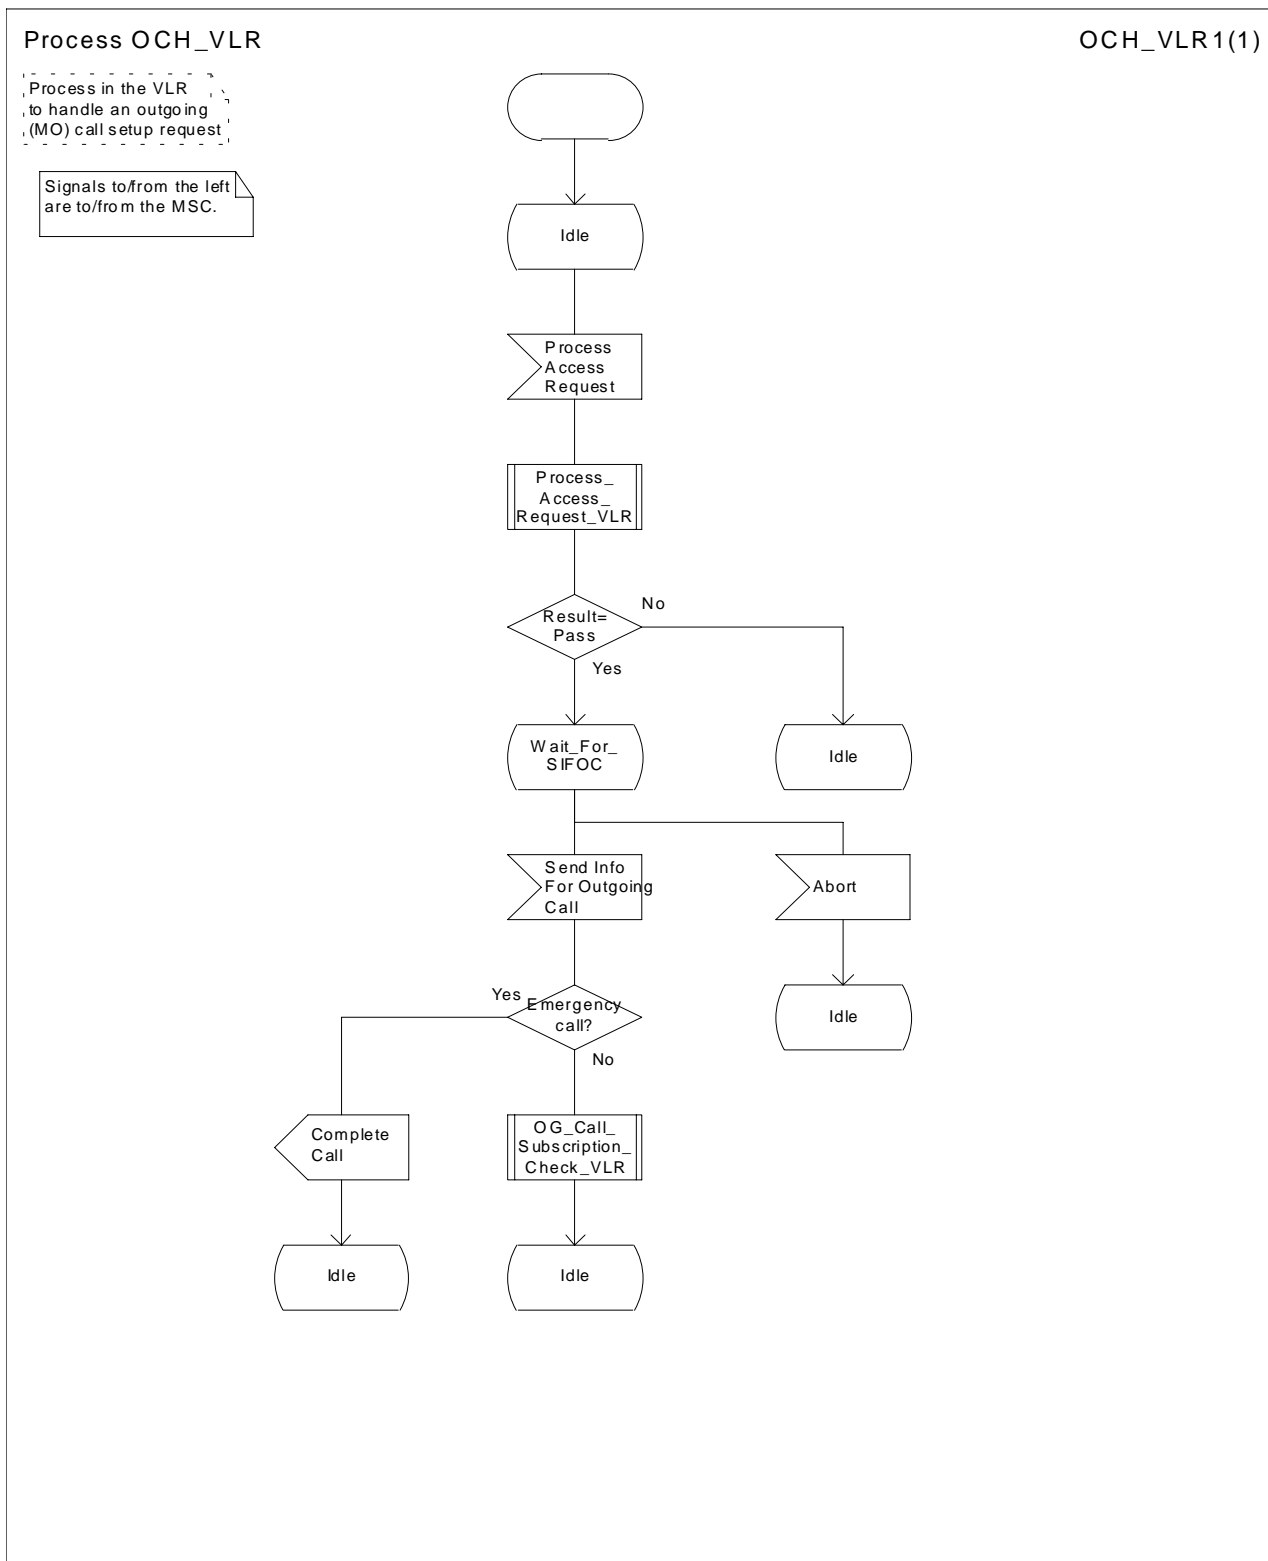 Process OCH_VLR
OCH_VLR1(1)
Process in the VLR
to handle an outgoing
(MO) call setup request
Signals to/from the left
are to/from the MSC.
Idle
Process
Access
Request
Process_
Access_
Request_VLR
Result=
Pass
No
Yes
Wait_For_
SIFOC
Idle
Send Info
For Outgoing
Call
Abort
Yes
Emergency
call?
No
Idle
Complete
Call
OG_Call_
Subscription_
Check_VLR
Idle
Idle